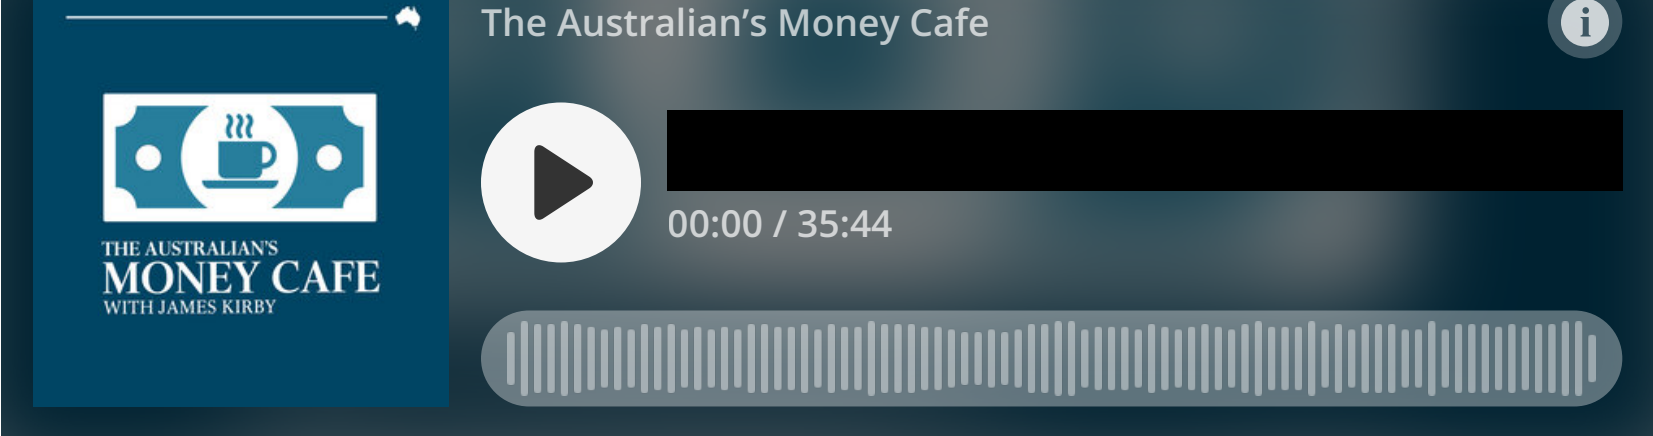 THE AUSTRALIAN'S
MONEY CAFE
WITH JAMES KIRBY
The Australian’s Money Cafe
i
00:00 / 35:44